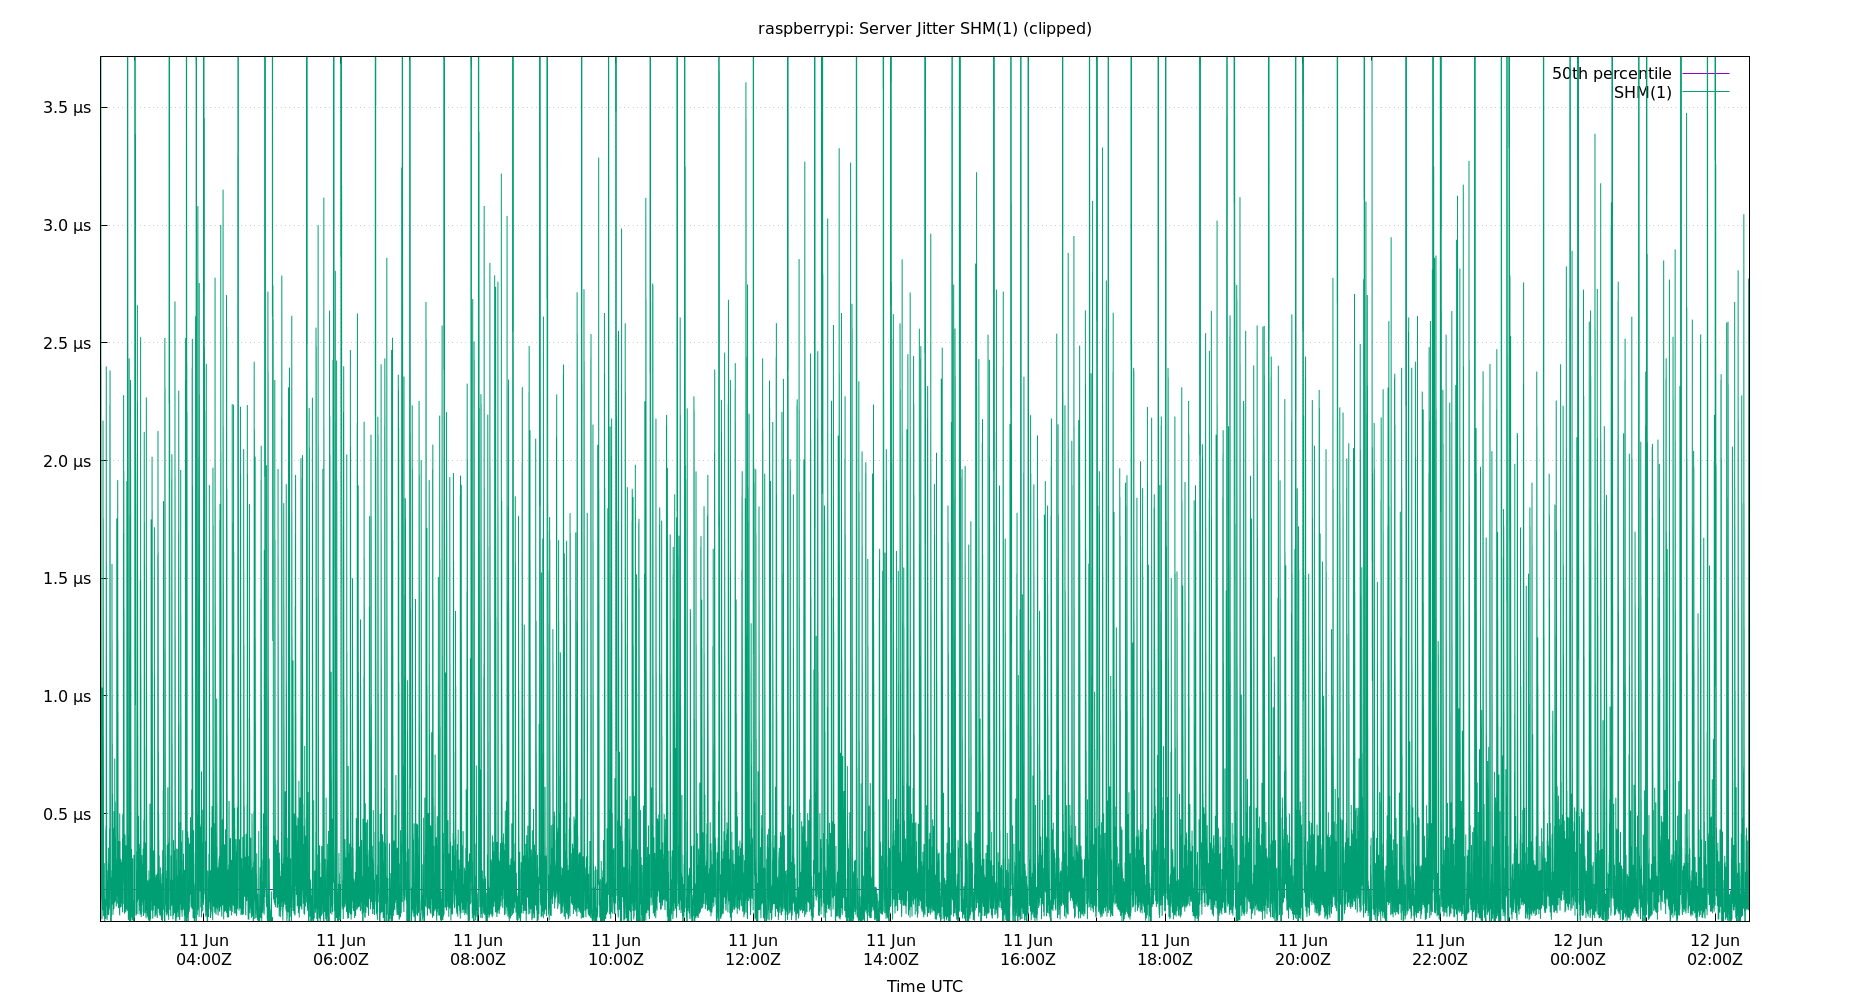 raspberrypi: Server Jitter SHM(1) (clipped)
50th percentile
SHM(1)
3.5 µs
3.0 µs
2.5 µs
2.0 µs
1.5 µs
1.0 µs
0.5 µs
11 Jun 11 Jun 11 Jun 11 Jun 11 Jun 11 Jun 11 Jun 11 Jun 11 Jun 11 Jun 12 Jun 12 Jun
04:00Z 06:00Z 08:00Z 10:00Z 12:00Z 14:00Z 16:00Z 18:00Z 20:00Z 22:00Z 00:00Z 02:00Z
Time UTC